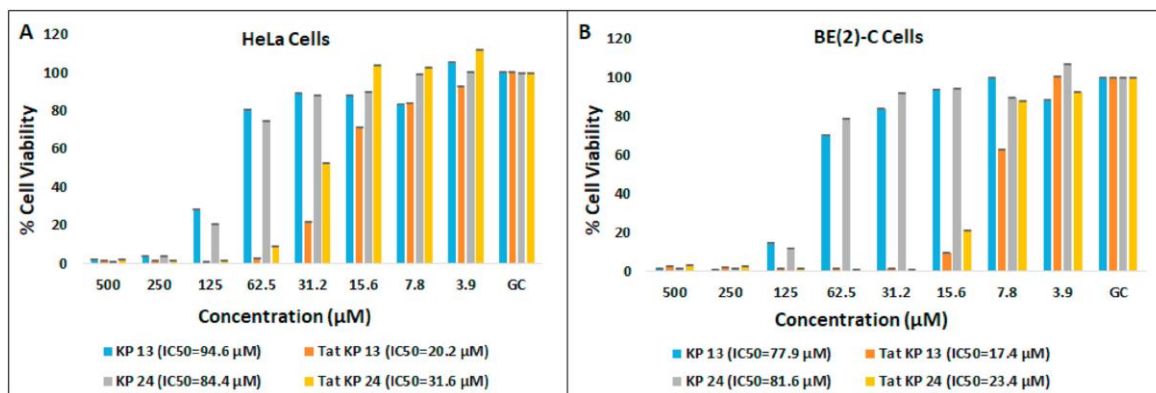 A
HeLa Cells
% Cell Viability
120
100
80
60
40
20
0
500 250 125 62.5 31.2 15.6 7.8 3.9 GC
Concentration (μM)
KP 13 (IC50=94.6 μM) Tat KP 13 (IC50=20.2 μM)
KP 24 (IC50=84.4 μM) Tat KP 24 (IC50=31.6 μM)
B
BE(2)-C Cells
% Cell Viability
120
100
80
60
40
20
0
500 250 125 62.5 31.2 15.6 7.8 3.9 GC
Concentration (μM)
KP 13 (IC50=77.9 μM) Tat KP 13 (IC50=17.4 μM)
KP 24 (IC50=81.6 μM) Tat KP 24 (IC50=23.4 μM)